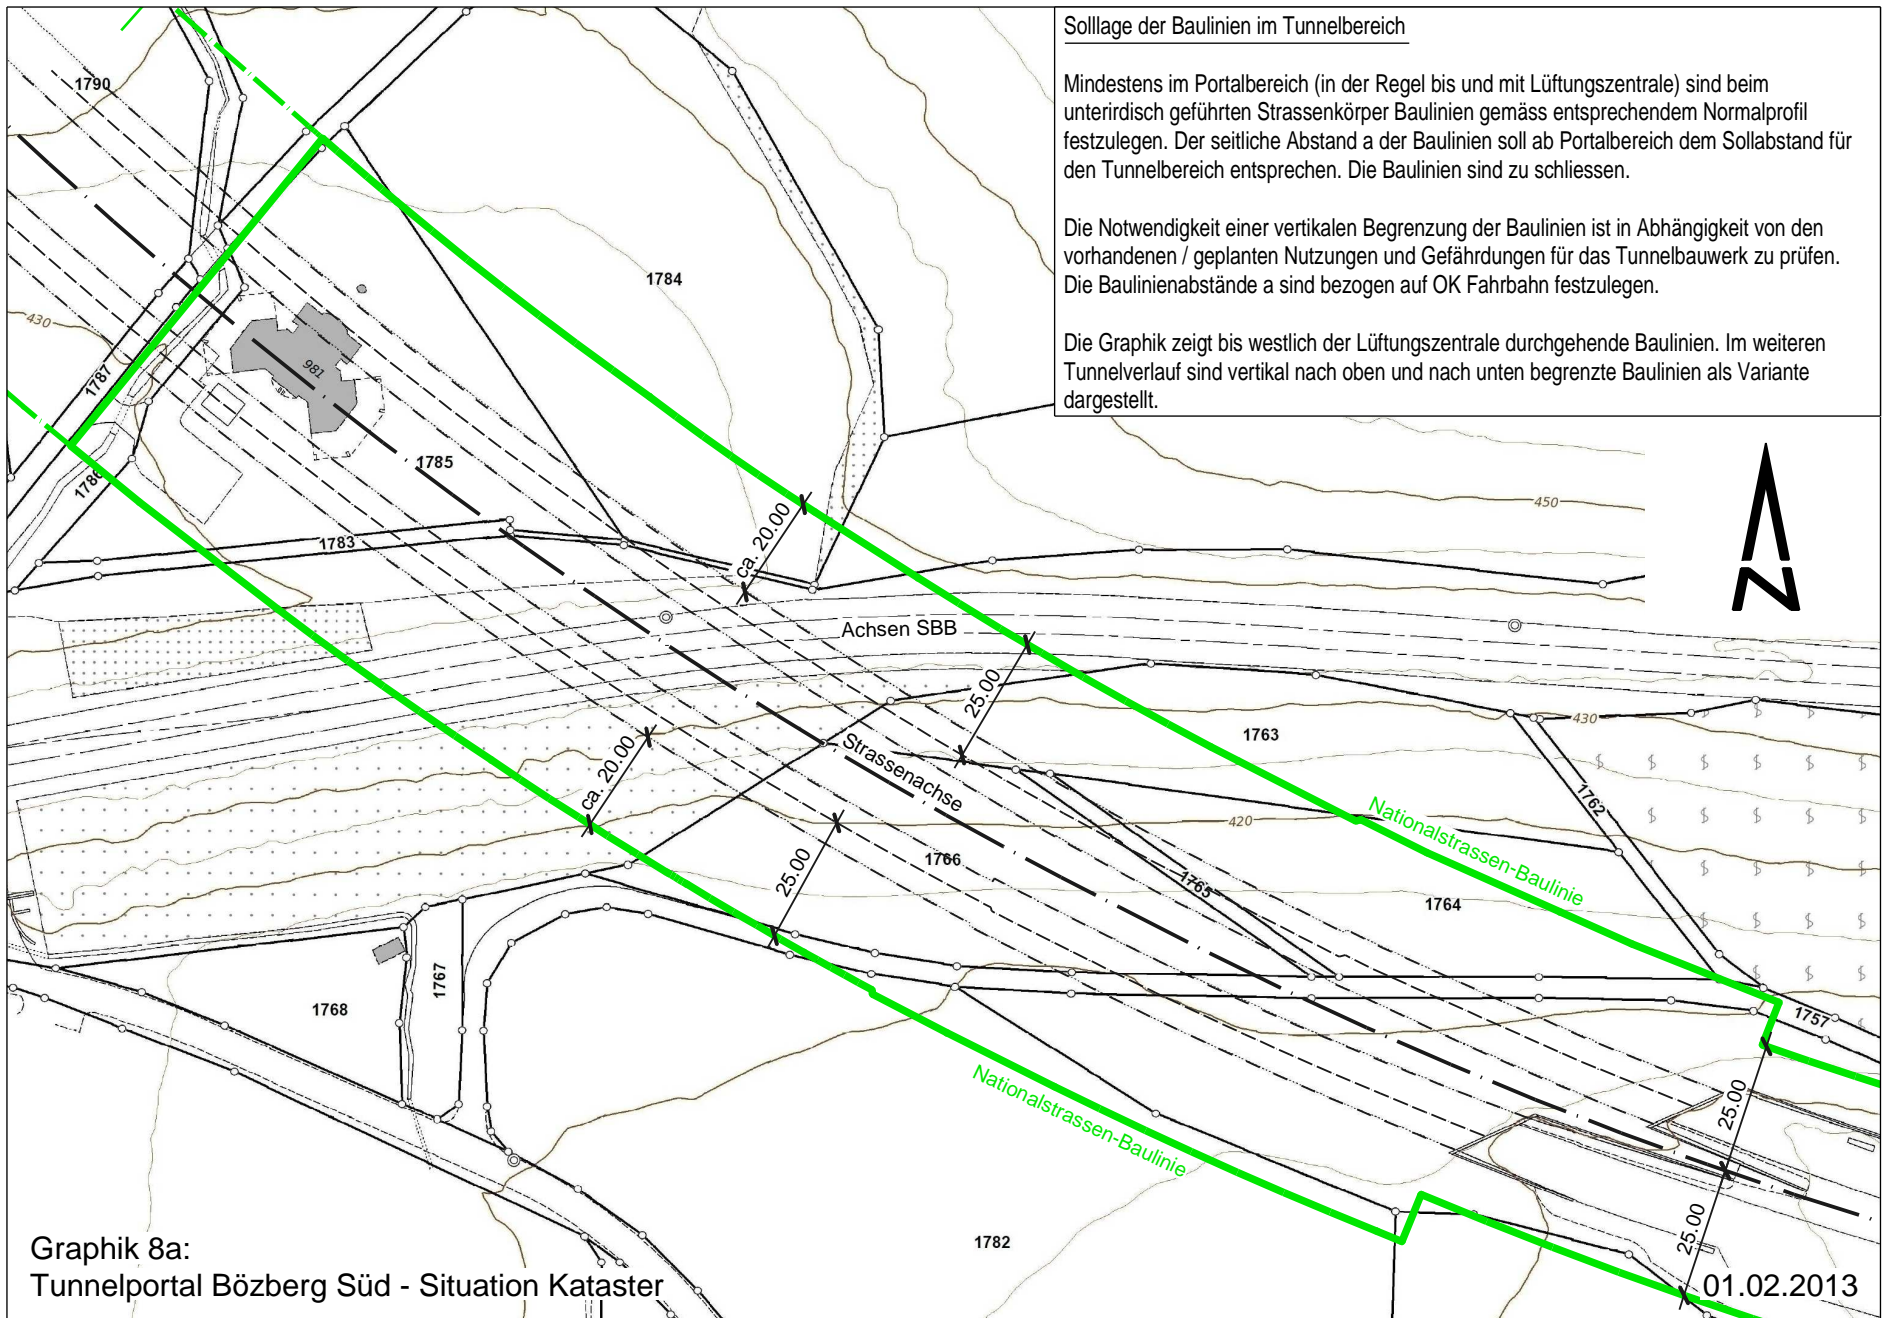 Solllage der Baulinien im Tunnelbereich
Mindestens im Portalbereich (in der Regel bis und mit Lüftungszentrale) sind beim
unterirdisch geführten Strassenkörper Baulinien gemäss entsprechendem Normalprofil
festzulegen. Der seitliche Abstand a der Baulinien soll ab Portalbereich dem Sollabstand für
den Tunnelbereich entsprechen. Die Baulinien sind zu schliessen.
Die Notwendigkeit einer vertikalen Begrenzung der Baulinien ist in Abhängigkeit von den
vorhandenen / geplanten Nutzungen und Gefährdungen für das Tunnelbauwerk zu prüfen.
Die Baulinienabstände a sind bezogen auf OK Fahrbahn festzulegen.
Die Graphik zeigt bis westlich der Lüftungszentrale durchgehende Baulinien. Im weiteren
Tunnelverlauf sind vertikal nach oben und nach unten begrenzte Baulinien als Variante
dargestellt.
1790
1784
430
981
1787
1785
1786
450
N
1783
ca. 20.00
Achsen SBB
25.00
430
1763
ca. 20.00
Strassenachse
1762
Nationalstrassen-Baulinie
420
1766
25.00
1765
1764
1767
1768
1757
Nationalstrassen-Baulinie
25.00
25.00
1782
Graphik 8a:
Tunnelportal Bözberg Süd - Situation Kataster
01.02.2013